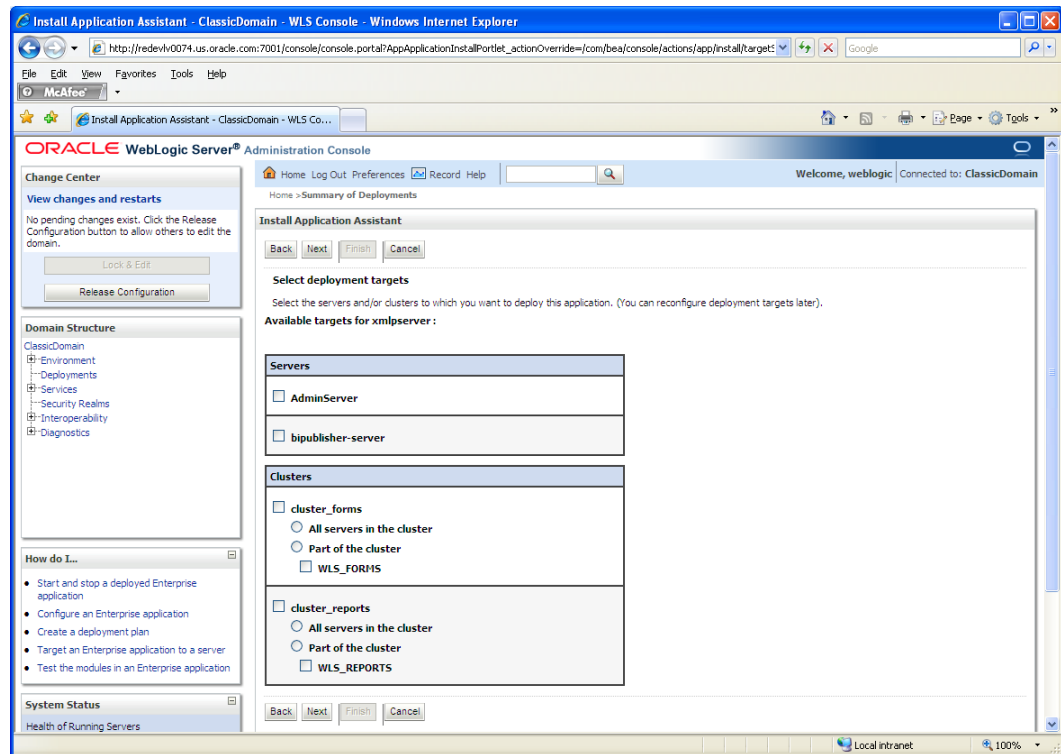 Install Application Assistant - ClassicDomain - WLS Console - Windows Internet Explorer
http://redevlv0074.us.oracle.com:7001/console/console.portal?AppApplicationInstallPortlet_actionOverride=/com/bea/console/actions/app/install/target
Google
File Edit View Favorites Tools Help
McAfee
Install Application Assistant - ClassicDomain - WLS Co...
Page Tools
ORACLE WebLogic Server® Administration Console
Change Center
View changes and restarts
No pending changes exist. Click the Release
Configuration button to allow others to edit the
domain.
Lock & Edit
Release Configuration
Domain Structure
ClassicDomain
Environment
Deployments
Services
Security Realms
Interoperability
Diagnostics
How do I...
Start and stop a deployed Enterprise
application
Configure an Enterprise application
Create a deployment plan
Target an Enterprise application to a server
Test the modules in an Enterprise application
System Status
Health of Running Servers
Home Log Out Preferences Record Help
Welcome, weblogic Connected to: ClassicDomain
Home >Summary of Deployments
Install Application Assistant
Back Next Finish Cancel
Select deployment targets
Select the servers and/or clusters to which you want to deploy this application. (You can reconfigure deployment targets later).
Available targets for xmlpserver :
Servers
AdminServer
bipublisher-server
Clusters
cluster_forms
All servers in the cluster
Part of the cluster
WLS_FORMS
cluster_reports
All servers in the cluster
Part of the cluster
WLS_REPORTS
Back Next Finish Cancel
Local intranet
100%